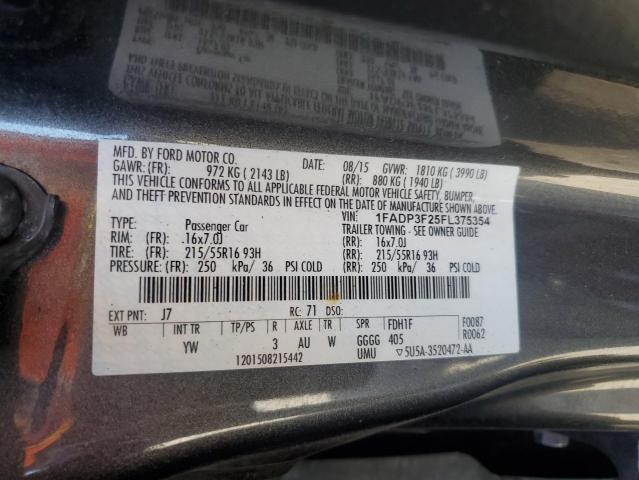 MFD. BY FORD MOTOR CO.
DATE: 08/15 GVWR: 1810 KG ( 3990 LB)
GAWR: (FR): 972 KG ( 2143 LB) (RR): 880 KG ( 1940 LB)
THIS VEHICLE CONFORMS TO ALL APPLICABLE FEDERAL MOTOR VEHICLE SAFETY, BUMPER,
AND THEFT PREVENTION STANDARDS IN EFFECT ON THE DATE OF MANUFACTURE SHOWN ABOVE.
VIN: 1FADP3F25FL375354
TYPE: Passenger Car TRAILER TOWING - SEE OWNER GUIDE
RIM: (FR): 16x7.0J (RR): 16x7.0J
TIRE: (FR): 215/55R16 93H (RR): 215/55R16 93H
PRESSURE: (FR): 250 kPa/ 36 PSI COLD (RR): 250 kPa/ 36 PSI COLD
EXT PNT: J7 RC: 71 DSO: FDH1F F0087
WB INT TR TP/PS R AXLE TR SPR R0062
YW 3 AU W GGGG 405
1201508215442 UMU ▽5U5A-3520472-AA